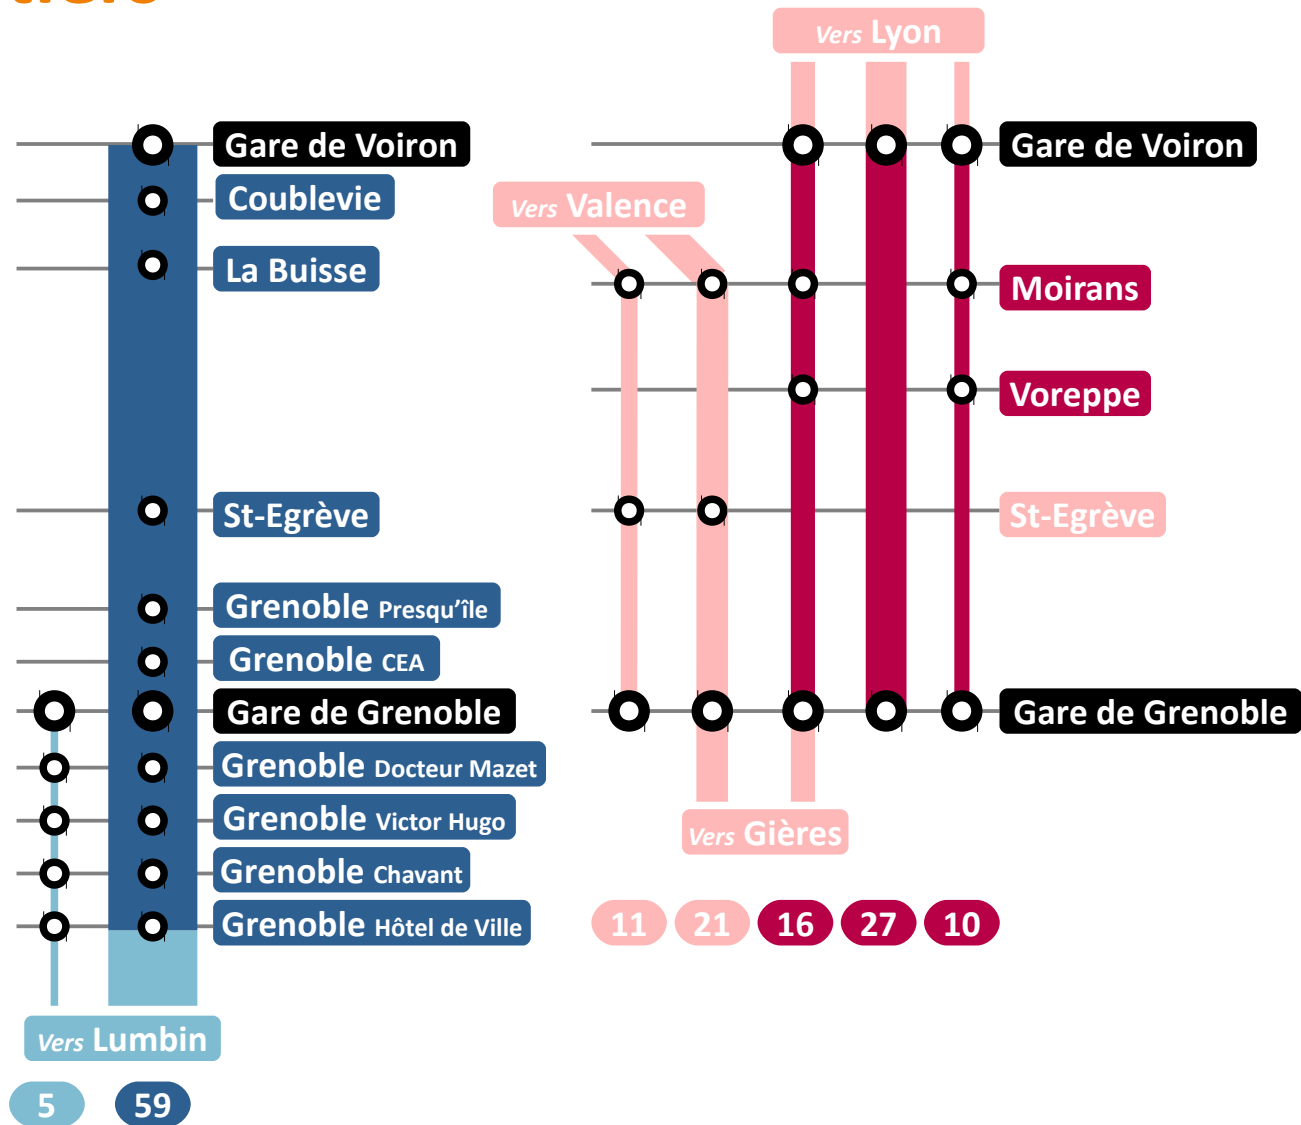 Vers Lyon
Gare de Voiron
Coublevie
La Buisse
St-Egrève
Grenoble Presqu'île
Grenoble CEA
Gare de Grenoble
Grenoble Docteur Mazet
Grenoble Victor Hugo
Grenoble Chavant
Grenoble Hôtel de Ville
Vers Lumbin
5
59
Gare de Voiron
Vers Valence
Moirans
Voreppe
St-Egrève
Gare de Grenoble
Vers Gières
11
21
16
27
10